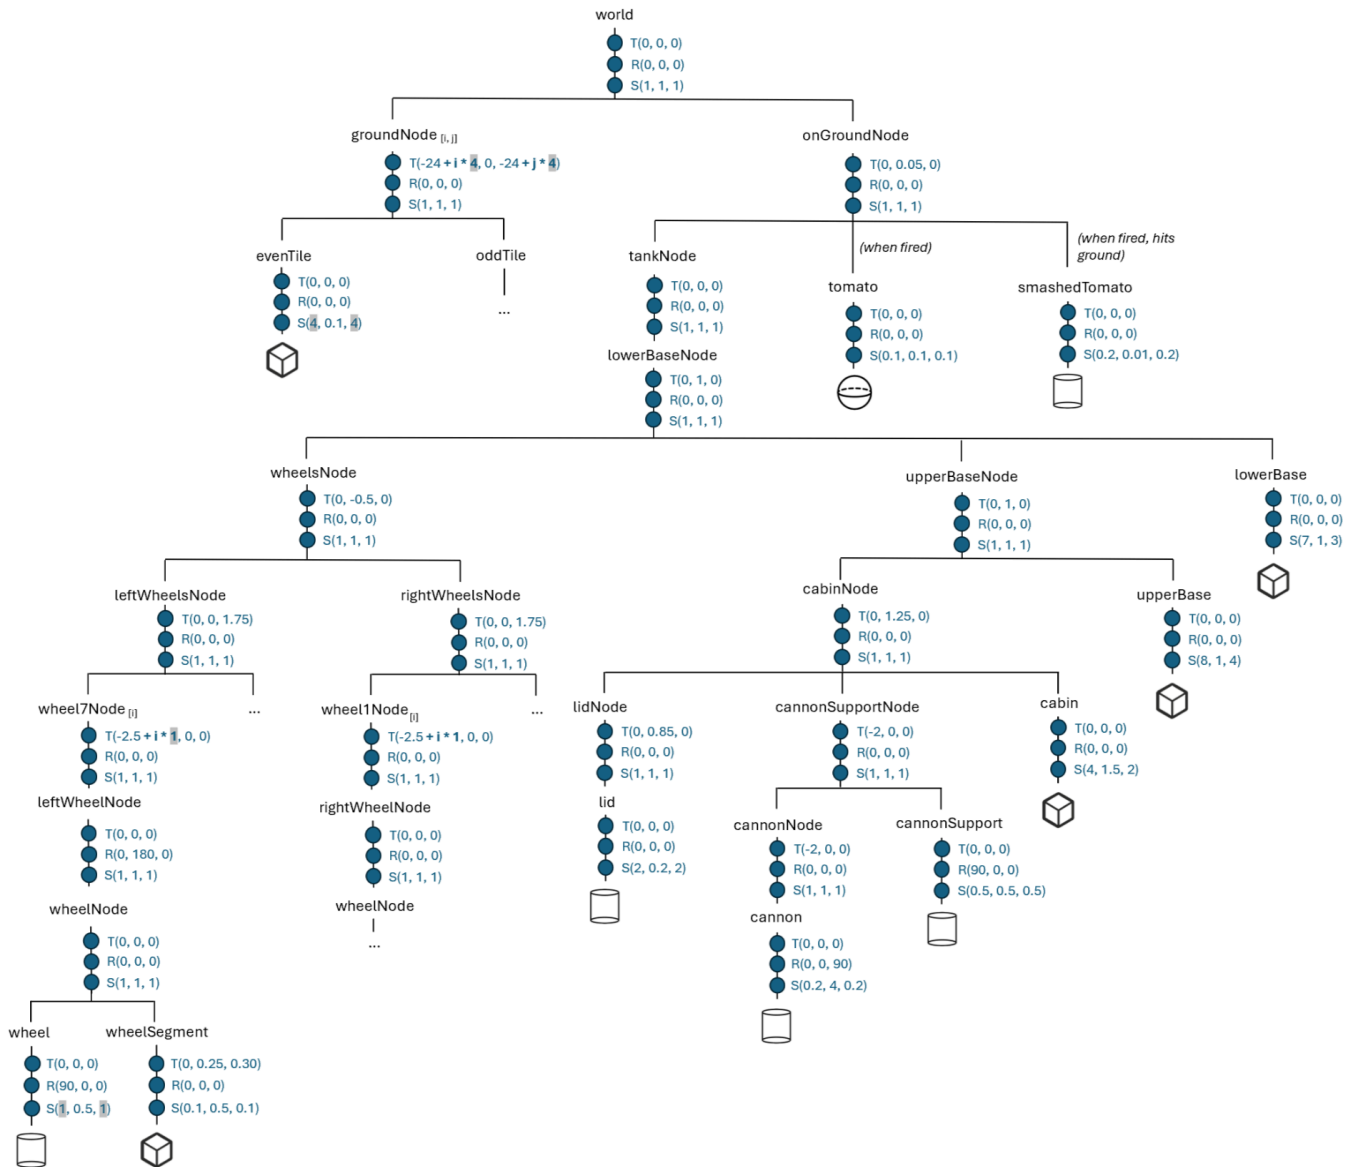 world
T(0, 0, 0)
R(0, 0, 0)
S(1, 1, 1)
groundNode [i, j]
T(-24 + i * 4, 0, -24 + j * 4)
R(0, 0, 0)
S(1, 1, 1)
onGroundNode
T(0, 0.05, 0)
R(0, 0, 0)
S(1, 1, 1)
evenTile
T(0, 0, 0)
R(0, 0, 0)
S(4, 0.1, 4)
oddTile
...
tankNode
T(0, 0, 0)
R(0, 0, 0)
S(1, 1, 1)
(when fired)
tomato
T(0, 0, 0)
R(0, 0, 0)
S(0.1, 0.1, 0.1)
(when fired, hits
ground)
smashedTomato
T(0, 0, 0)
R(0, 0, 0)
S(0.2, 0.01, 0.2)
lowerBaseNode
T(0, 1, 0)
R(0, 0, 0)
S(1, 1, 1)
wheelsNode
T(0, -0.5, 0)
R(0, 0, 0)
S(1, 1, 1)
upperBaseNode
T(0, 1, 0)
R(0, 0, 0)
S(1, 1, 1)
lowerBase
T(0, 0, 0)
R(0, 0, 0)
S(7, 1, 3)
leftWheelsNode
T(0, 0, 1.75)
R(0, 0, 0)
S(1, 1, 1)
rightWheelsNode
T(0, 0, 1.75)
R(0, 0, 0)
S(1, 1, 1)
cabinNode
T(0, 1.25, 0)
R(0, 0, 0)
S(1, 1, 1)
upperBase
T(0, 0, 0)
R(0, 0, 0)
S(8, 1, 4)
wheel7Node [i]
T(-2.5 + i * 1, 0, 0)
R(0, 0, 0)
S(1, 1, 1)
...
wheel1Node [i]
T(-2.5 + i * 1, 0, 0)
R(0, 0, 0)
S(1, 1, 1)
...
lidNode
T(0, 0.85, 0)
R(0, 0, 0)
S(1, 1, 1)
cannonSupportNode
T(-2, 0, 0)
R(0, 0, 0)
S(1, 1, 1)
cabin
T(0, 0, 0)
R(0, 0, 0)
S(4, 1.5, 2)
leftWheelNode
T(0, 0, 0)
R(0, 180, 0)
S(1, 1, 1)
rightWheelNode
T(0, 0, 0)
R(0, 0, 0)
S(1, 1, 1)
lid
T(0, 0, 0)
R(0, 0, 0)
S(2, 0.2, 2)
cannonNode
T(-2, 0, 0)
R(0, 0, 0)
S(1, 1, 1)
cannonSupport
T(0, 0, 0)
R(90, 0, 0)
S(0.5, 0.5, 0.5)
wheelNode
T(0, 0, 0)
R(0, 0, 0)
S(1, 1, 1)
wheelNode
...
cannon
T(0, 0, 0)
R(0, 0, 90)
S(0.2, 4, 0.2)
wheel
T(0, 0, 0)
R(90, 0, 0)
S(1, 0.5, 1)
wheelSegment
T(0, 0.25, 0.30)
R(0, 0, 0)
S(0.1, 0.5, 0.1)